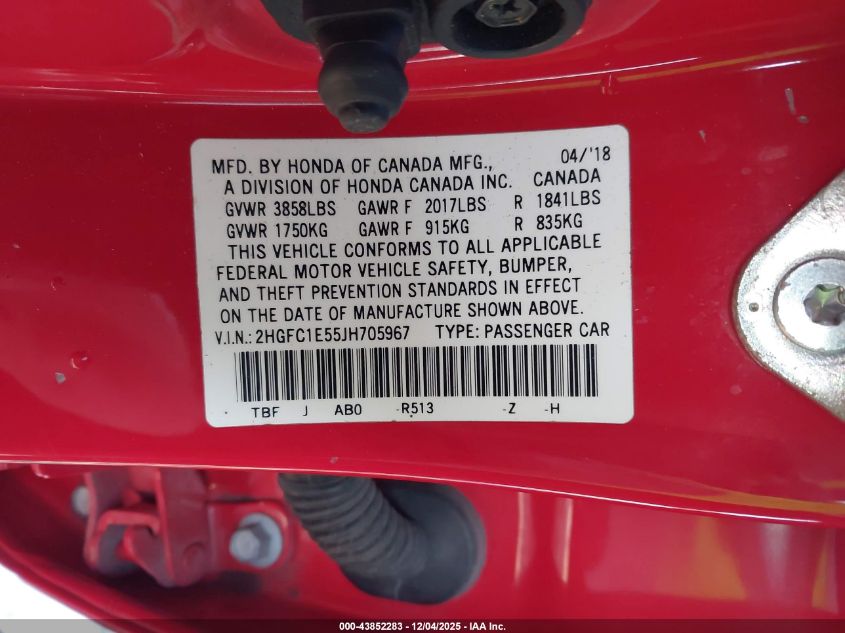 MFD. BY HONDA OF CANADA MFG., 04/'18
A DIVISION OF HONDA CANADA INC. CANADA
GVWR 3858LBS GAWR F 2017LBS R 1841LBS
GVWR 1750KG GAWR F 915KG R 835KG
THIS VEHICLE CONFORMS TO ALL APPLICABLE
FEDERAL MOTOR VEHICLE SAFETY, BUMPER,
AND THEFT PREVENTION STANDARDS IN EFFECT
ON THE DATE OF MANUFACTURE SHOWN ABOVE.
V.I.N.: 2HGFC1E55JH705967 TYPE: PASSENGER CAR
TBF J AB0 -R513 -Z -H
000-43852283 - 12/04/2025 - IAA Inc.